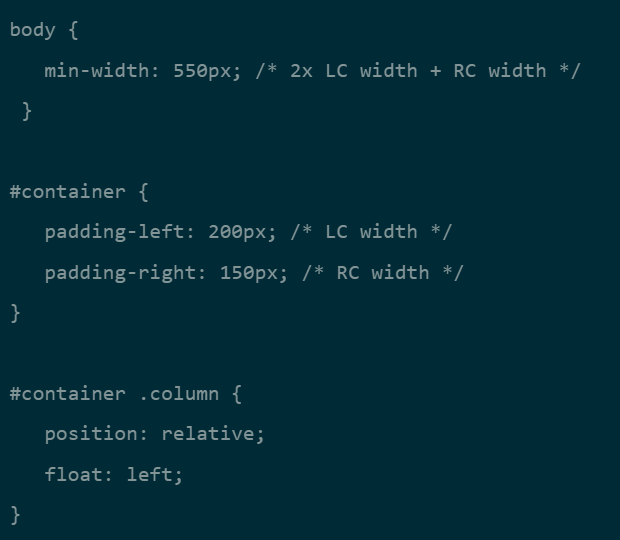 body {
   min-width: 550px; /* 2x LC width + RC width */
 }
#container {
   padding-left: 200px; /* LC width */
   padding-right: 150px; /* RC width */
}
#container .column {
   position: relative;
   float: left;
}